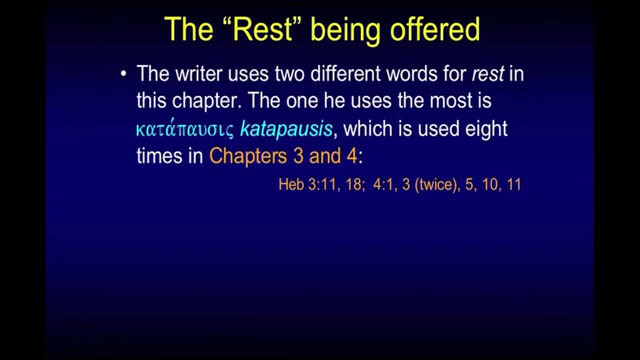 The “Rest” being offered
• The writer uses two different words for rest in
this chapter. The one he uses the most is
κατάπαυσις katapausis, which is used eight
times in Chapters 3 and 4:
Heb 3:11, 18;  4:1, 3 (twice), 5, 10, 11